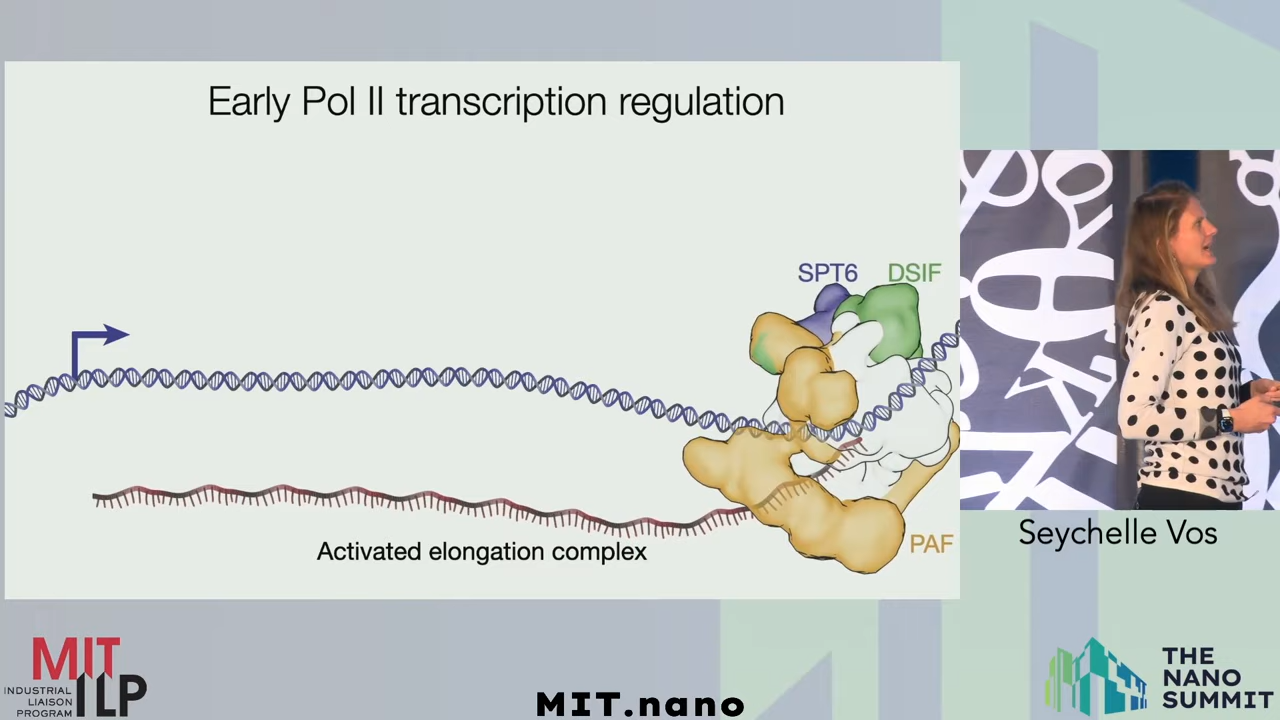 Early Pol II transcription regulation
SPT6
DSIF
Activated elongation complex
PAF
Seychelle Vos
MIT
ILP
INDUSTRIAL
LIAISON
PROGRAM
MIT.nano
THE
NANO
SUMMIT